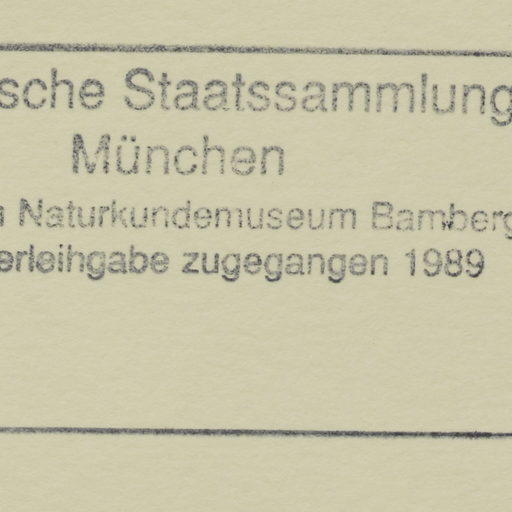 sche Staatssammlung
München
Naturkundemuseum Bamberg
erleihgabe zugegangen 1989